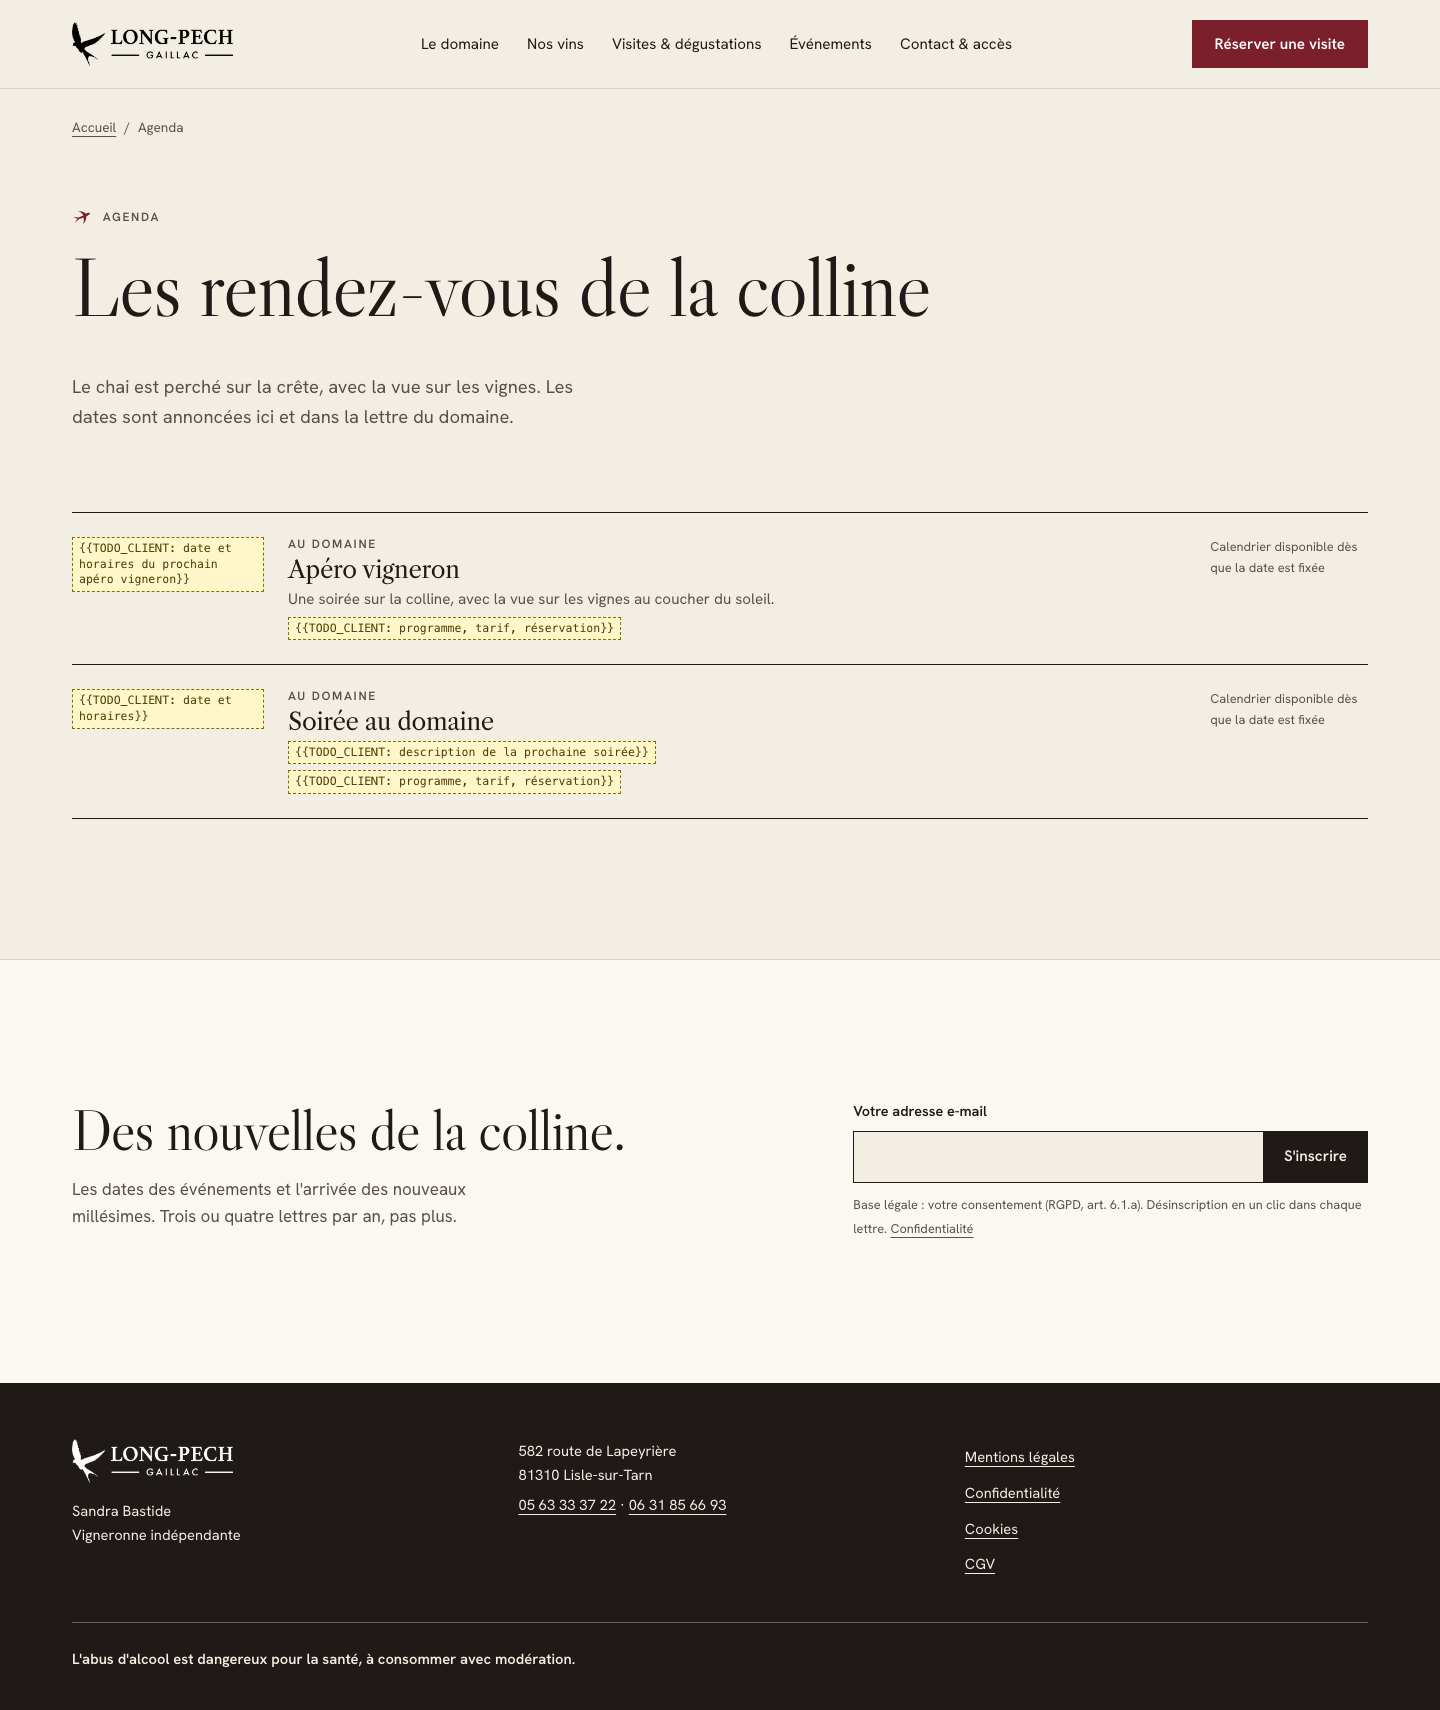 LONG-PECH
GAILLAC
Le domaine
Nos vins
Visites & dégustations
Événements
Contact & accès
Réserver une visite
Accueil / Agenda
AGENDA
Les rendez-vous de la colline
Le chai est perché sur la crête, avec la vue sur les vignes. Les
dates sont annoncées ici et dans la lettre du domaine.
{{TODO_CLIENT: date et
horaires du prochain
apéro vigneron}}
AU DOMAINE
Apéro vigneron
Une soirée sur la colline, avec la vue sur les vignes au coucher du soleil.
{{TODO_CLIENT: programme, tarif, réservation}}
Calendrier disponible dès
que la date est fixée
{{TODO_CLIENT: date et
horaires}}
AU DOMAINE
Soirée au domaine
{{TODO_CLIENT: description de la prochaine soirée}}
{{TODO_CLIENT: programme, tarif, réservation}}
Calendrier disponible dès
que la date est fixée
Des nouvelles de la colline.
Les dates des événements et l'arrivée des nouveaux
millésimes. Trois ou quatre lettres par an, pas plus.
Votre adresse e-mail
S'inscrire
Base légale : votre consentement (RGPD, art. 6.1.a). Désinscription en un clic dans chaque
lettre. Confidentialité
LONG-PECH
GAILLAC
Sandra Bastide
Vigneronne indépendante
582 route de Lapeyrière
81310 Lisle-sur-Tarn
05 63 33 37 22 · 06 31 85 66 93
Mentions légales
Confidentialité
Cookies
CGV
L'abus d'alcool est dangereux pour la santé, à consommer avec modération.